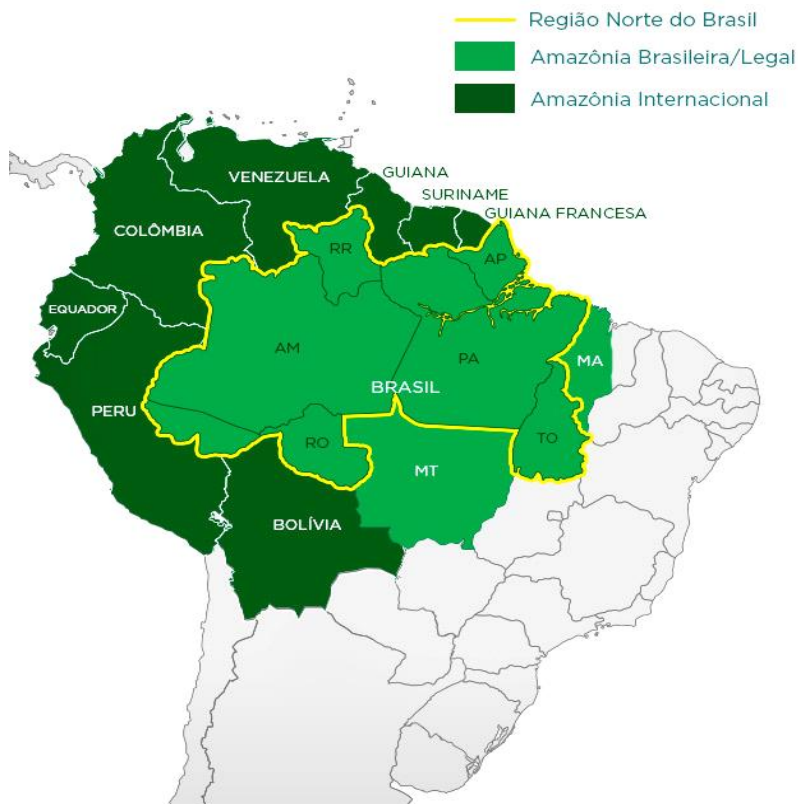 Região Norte do Brasil
Amazônia Brasileira/Legal
Amazônia Internacional
GUIANA
VENEZUELA
SURINAME
GUIANA FRANCESA
COLÔMBIA
RR
AP
EQUADOR
AM
PA
MA
BRASIL
PERU
RO
TO
MT
BOLÍVIA